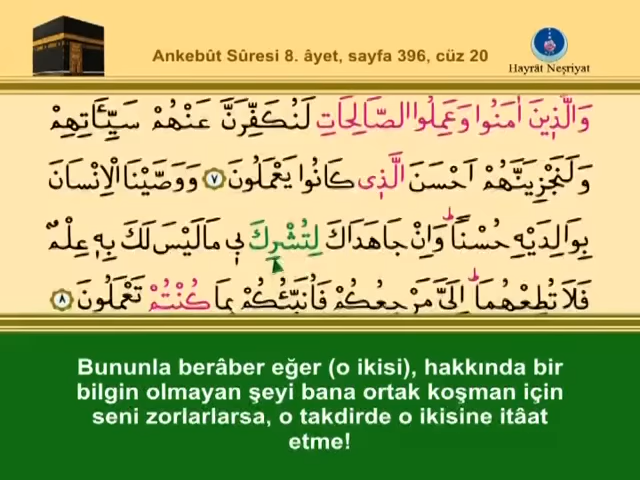 Ankebût Sûresi 8. âyet, sayfa 396, cüz 20
Hayrât Neşriyat
وَالَّذ۪ينَ اٰمَنُوا وَعَمِلُوا الصَّالِحَاتِ لَنُكَفِّرَنَّ عَنْهُمْ سَيِّـَٔاتِهِمْ
وَلَنَجْزِيَنَّهُمْ اَحْسَنَ الَّذ۪ى كَانُوا يَعْمَلُونَ ٧ وَوَصَّيْنَا الْاِنْسَانَ
بِوَالِدَيْهِ حُسْنًاۜ وَاِنْ جَاهَدَاكَ لِتُشْرِكَ ب۪ى مَا لَيْسَ لَكَ بِه۪ عِلْمٌ
فَلَا تُطِعْهُمَاۜ اِلَىَّ مَرْجِعُكُمْ فَاُنَبِّئُكُمْ بِمَا كُنْتُمْ تَعْمَلُونَ ٨
Bununla berâber eğer (o ikisi), hakkında bir
bilgin olmayan şeyi bana ortak koşman için
seni zorlarlarsa, o takdirde o ikisine itâat
etme!